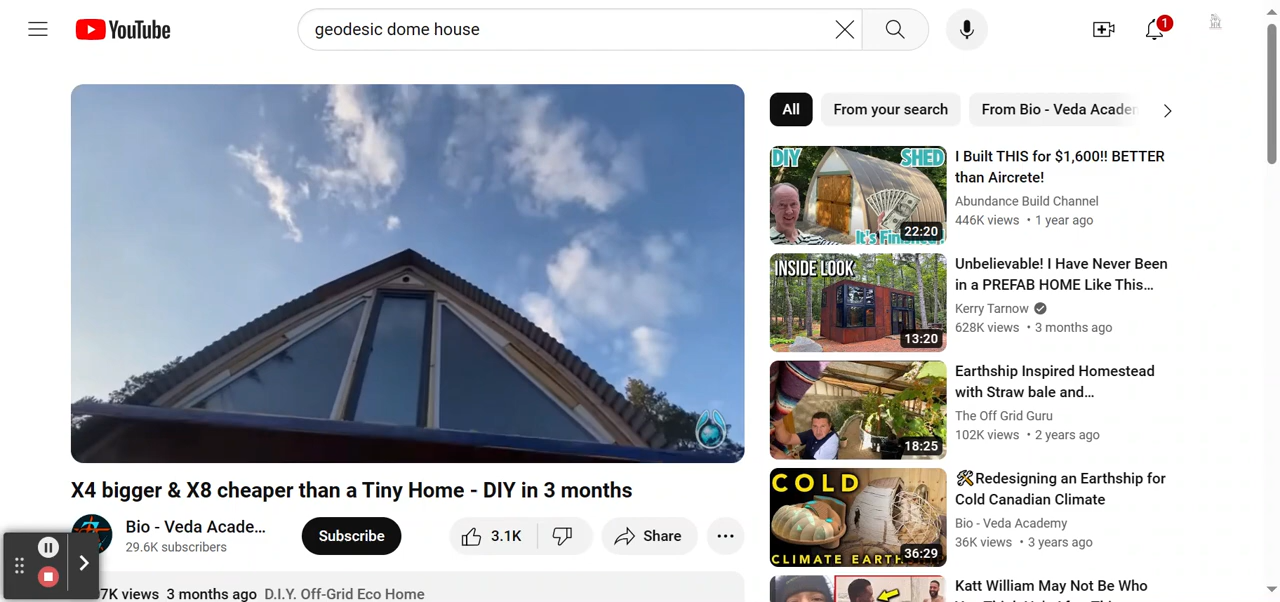 YouTube
geodesic dome house
1
All
From your search
From Bio - Veda Acader
DIY
SHED
It's Finished!
22:20
I Built THIS for $1,600!! BETTER
than Aircrete!
Abundance Build Channel
446K views • 1 year ago
INSIDE LOOK
13:20
Unbelievable! I Have Never Been
in a PREFAB HOME Like This...
Kerry Tarnow
628K views • 3 months ago
18:25
Earthship Inspired Homestead
with Straw bale and...
The Off Grid Guru
102K views • 2 years ago
X4 bigger & X8 cheaper than a Tiny Home - DIY in 3 months
Bio - Veda Acade...
29.6K subscribers
Subscribe
3.1K
Share
7K views 3 months ago D.I.Y. Off-Grid Eco Home
COLD
CLIMATE EARTH
36:29
🛠Redesigning an Earthship for
Cold Canadian Climate
Bio - Veda Academy
36K views • 3 years ago
Katt William May Not Be Who